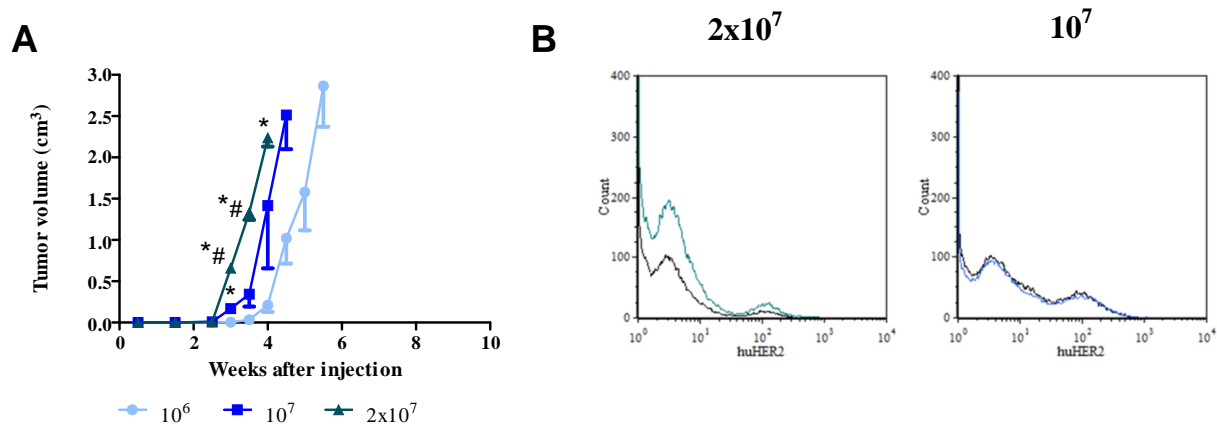 A
3.0
2.5
2.0
1.5
1.0
0.5
0.0
Tumor volume (cm³)
*
*#
*#
*
0 2 4 6 8 10
Weeks after injection
10⁶ 10⁷ 2x10⁷
B
2x10⁷
400
300
200
100
0
Count
10⁰ 10¹ 10² 10³ 10⁴
huHER2
10⁷
400
300
200
100
0
Count
10⁰ 10¹ 10² 10³ 10⁴
huHER2